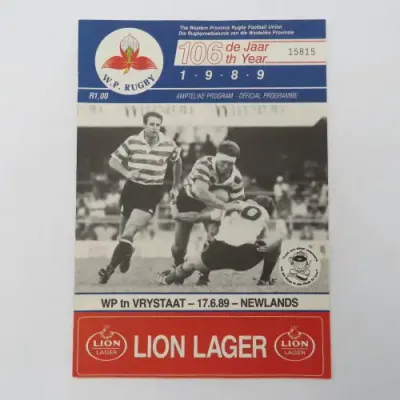 The Western Province Rugby Football Union
Die Rugbyvoetbalunie van die Westelike Provinsie
106 de Jaar
th Year
15815
1·9·8·9
W.P. RUGBY
R1,00
AMPTELIKE PROGRAM - OFFICIAL PROGRAMME
9
WP tn VRYSTAAT – 17.6.89 – NEWLANDS
LION
LAGER
LION LAGER
LION
LAGER